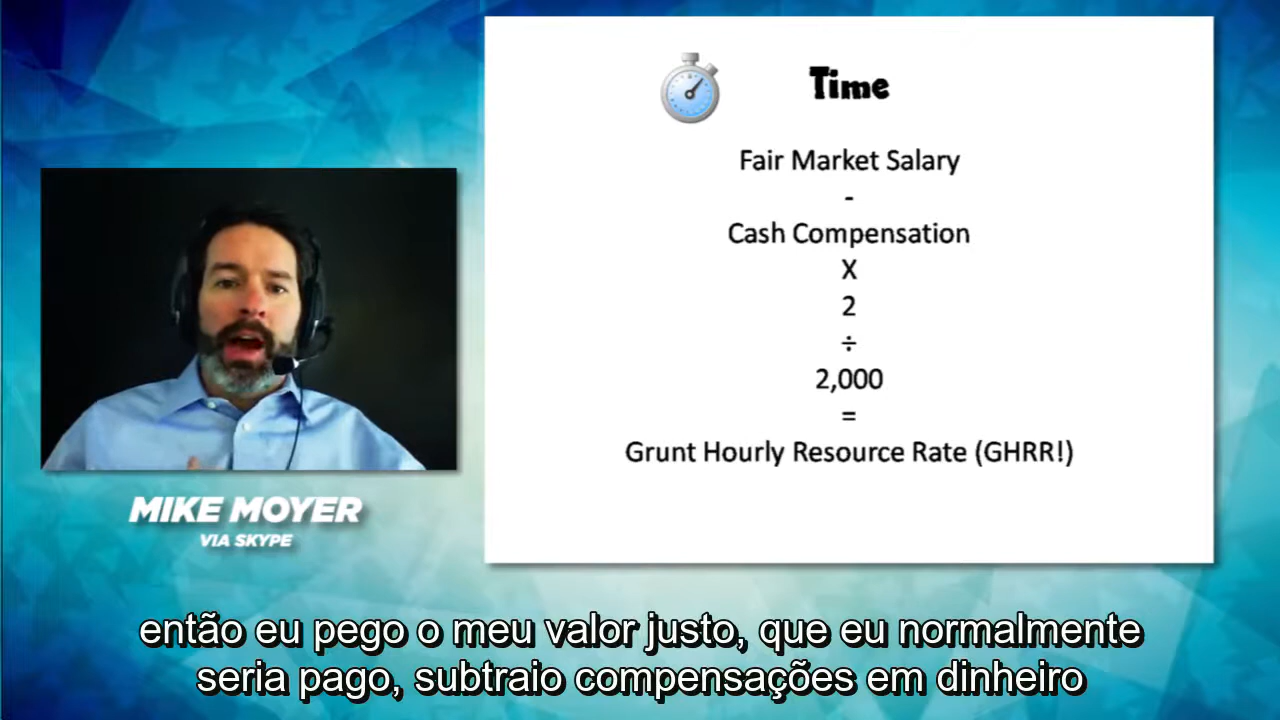 Time
Fair Market Salary
-
Cash Compensation
X
2
÷
2,000
=
Grunt Hourly Resource Rate (GHRR!)
MIKE MOYER
VIA SKYPE
então eu pego o meu valor justo, que eu normalmente
seria pago, subtraio compensações em dinheiro